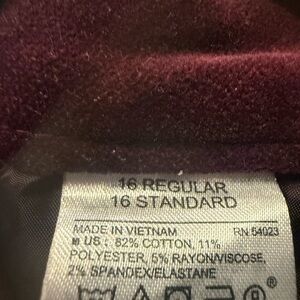 16 REGULAR
16 STANDARD
MADE IN VIETNAM RN 54023
US: 82% COTTON, 11%
POLYESTER, 5% RAYON/VISCOSE,
2% SPANDEX/ELASTANE